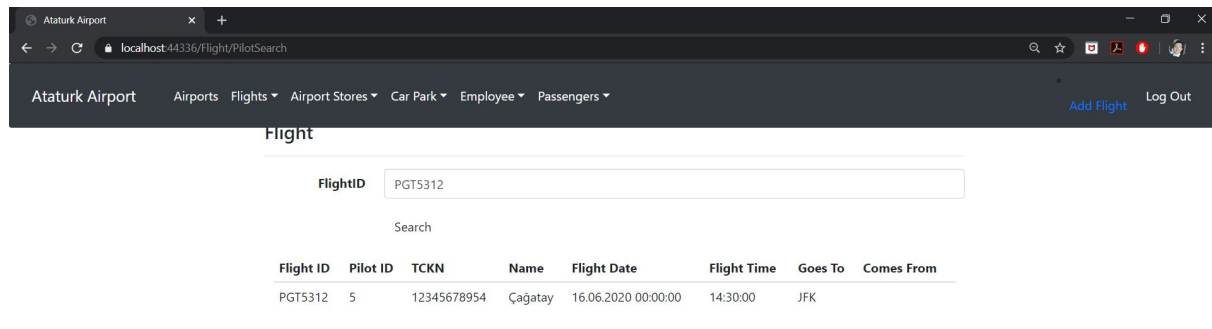 Ataturk Airport
localhost:44336/Flight/PilotSearch
Ataturk Airport Airports Flights Airport Stores Car Park Employee Passengers Add Flight Log Out
Flight
FlightID PGT5312
Search
Flight ID Pilot ID TCKN Name Flight Date Flight Time Goes To Comes From
PGT5312 5 12345678954 Çağatay 16.06.2020 00:00:00 14:30:00 JFK